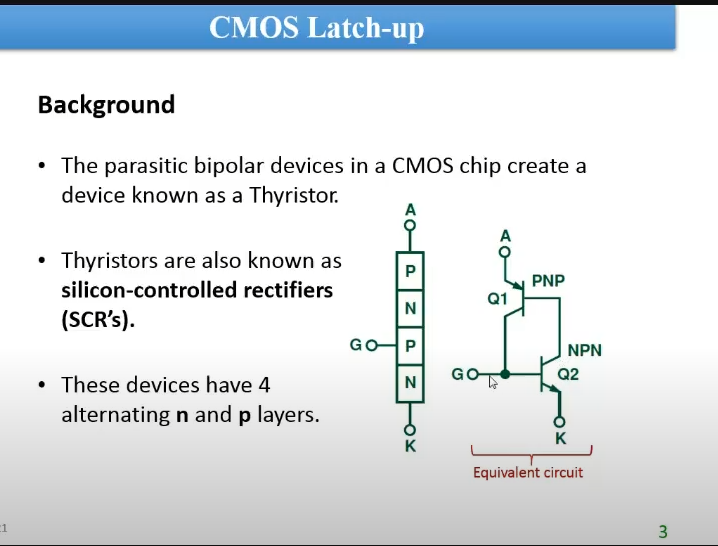 CMOS Latch-up
Background
• The parasitic bipolar devices in a CMOS chip create a
device known as a Thyristor.
• Thyristors are also known as
silicon-controlled rectifiers
(SCR's).
• These devices have 4
alternating n and p layers.
A
P
N
G P
N
K
A
PNP
Q1
NPN
G
Q2
K
Equivalent circuit
21
3